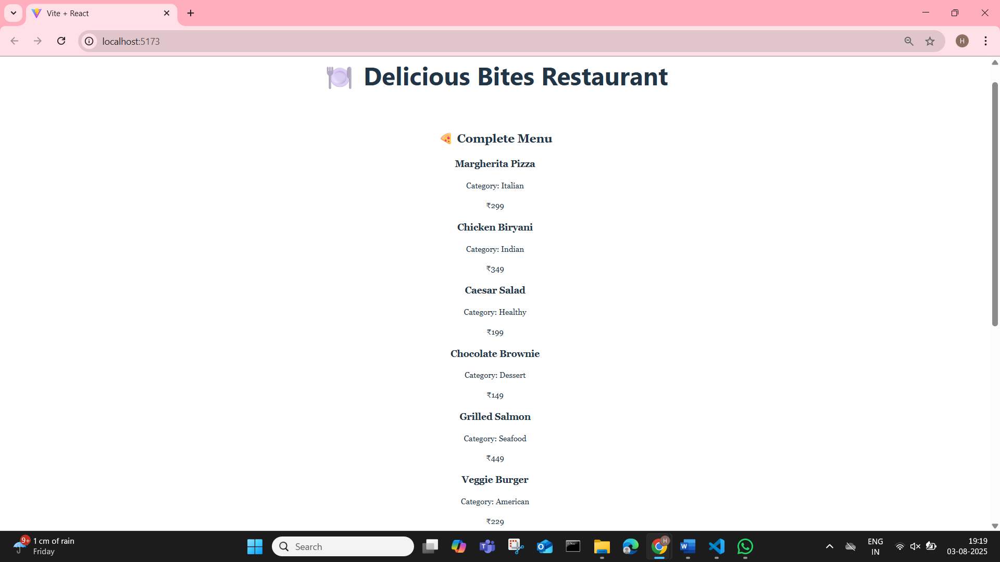 Vite + React
localhost:5173
H
Delicious Bites Restaurant
Complete Menu
Margherita Pizza
Category: Italian
₹299
Chicken Biryani
Category: Indian
₹349
Caesar Salad
Category: Healthy
₹199
Chocolate Brownie
Category: Dessert
₹149
Grilled Salmon
Category: Seafood
₹449
Veggie Burger
Category: American
₹229
9+
1 cm of rain
Friday
Search
H
ENG
IN
19:19
03-08-2025